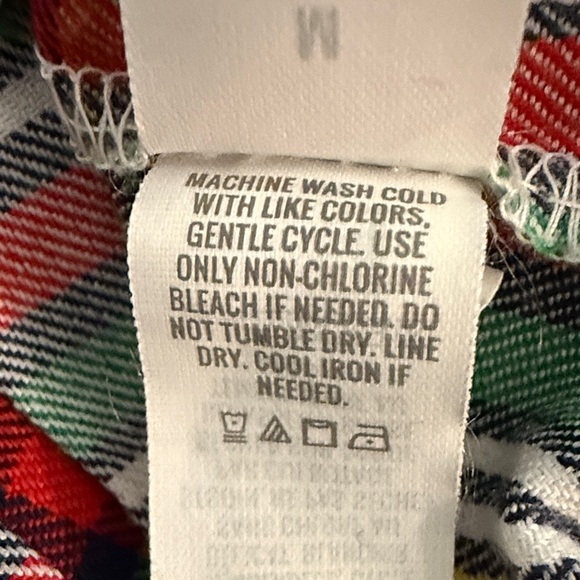 M
MACHINE WASH COLD
WITH LIKE COLORS,
GENTLE CYCLE. USE
ONLY NON-CHLORINE
BLEACH IF NEEDED. DO
NOT TUMBLE DRY. LINE
DRY. COOL IRON IF
NEEDED.